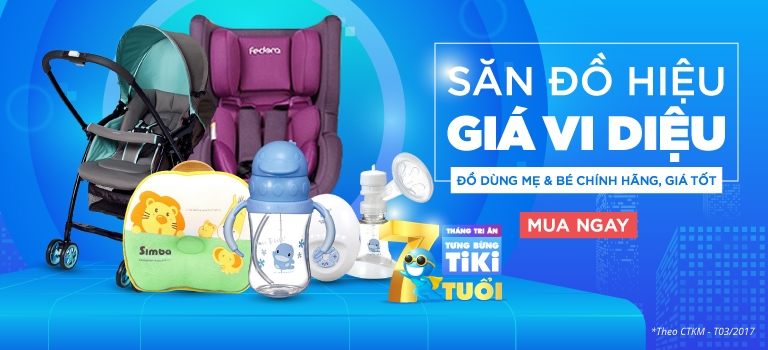 fedora
SĂN ĐỒ HIỆU
GIÁ VI DIỆU
ĐỒ DÙNG MẸ & BÉ CHÍNH HÃNG, GIÁ TỐT
MUA NGAY
Simba
THÁNG TRI ÂN
TƯNG BỪNG
7
TiKi
TUỔI
*Theo CTKM - T03/2017